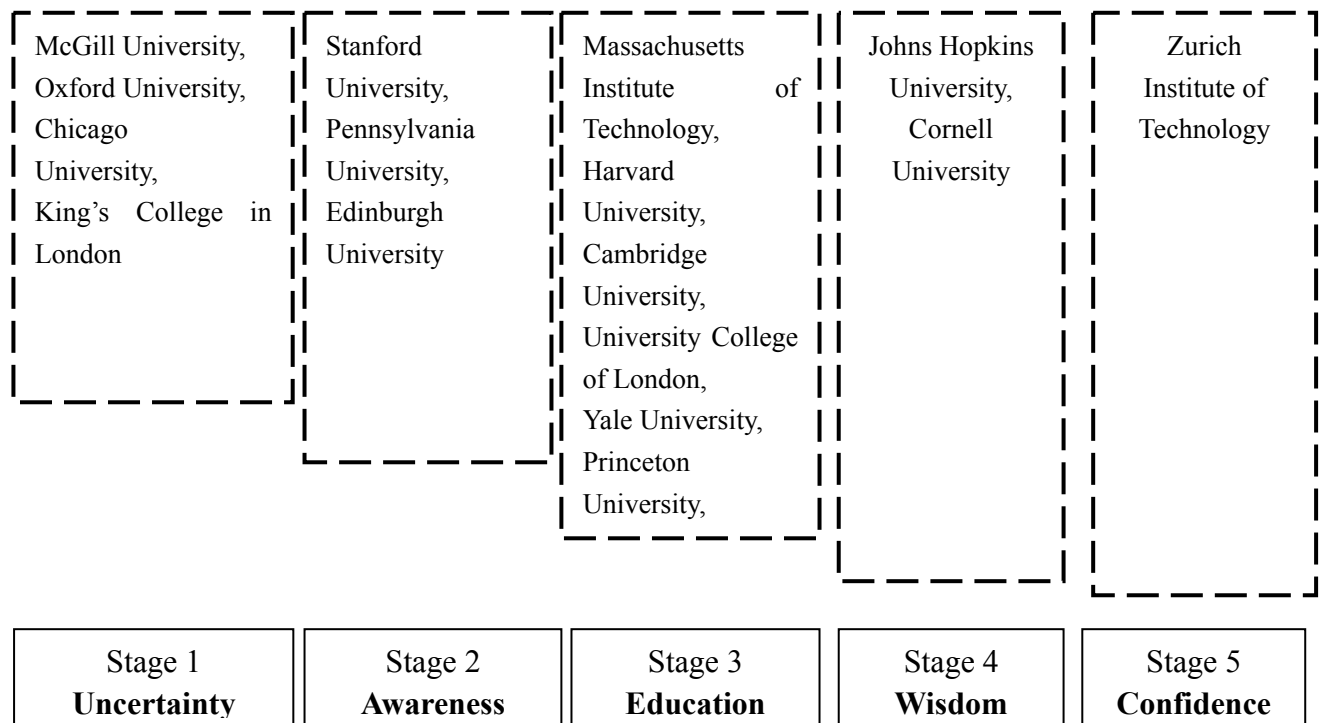 McGill University,
Oxford University,
Chicago
University,
King’s College in
London
Stanford
University,
Pennsylvania
University,
Edinburgh
University
Massachusetts
Institute of
Technology,
Harvard
University,
Cambridge
University,
University College
of London,
Yale University,
Princeton
University,
Johns Hopkins
University,
Cornell
University
Zurich
Institute of
Technology
Stage 1
Uncertainty
Stage 2
Awareness
Stage 3
Education
Stage 4
Wisdom
Stage 5
Confidence